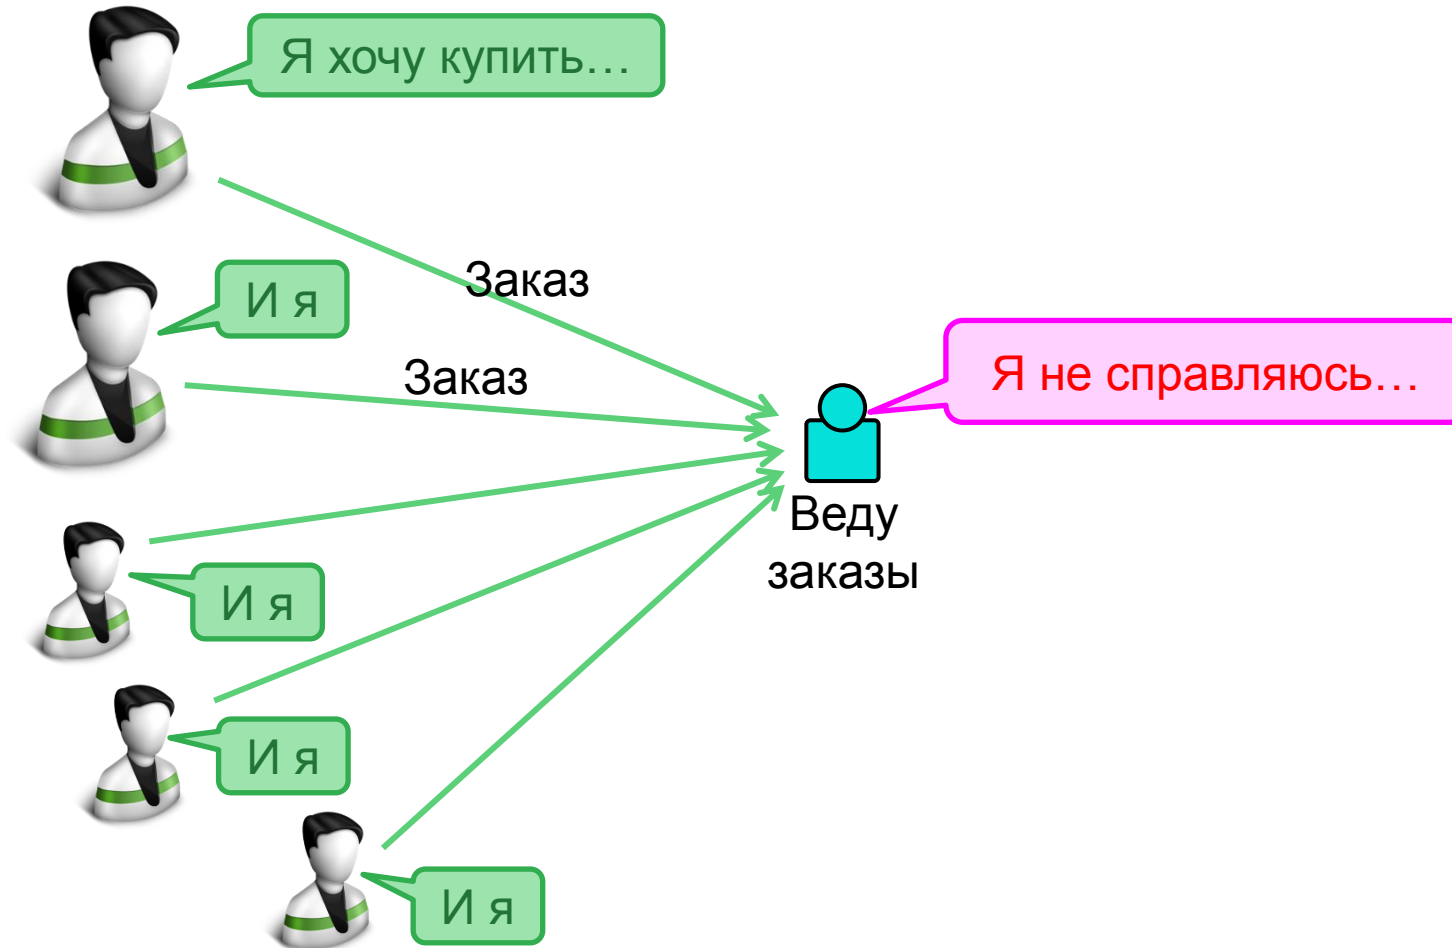 Я хочу купить…
Заказ
И я
Заказ
Я не справляюсь…
Веду
заказы
И я
И я
И я